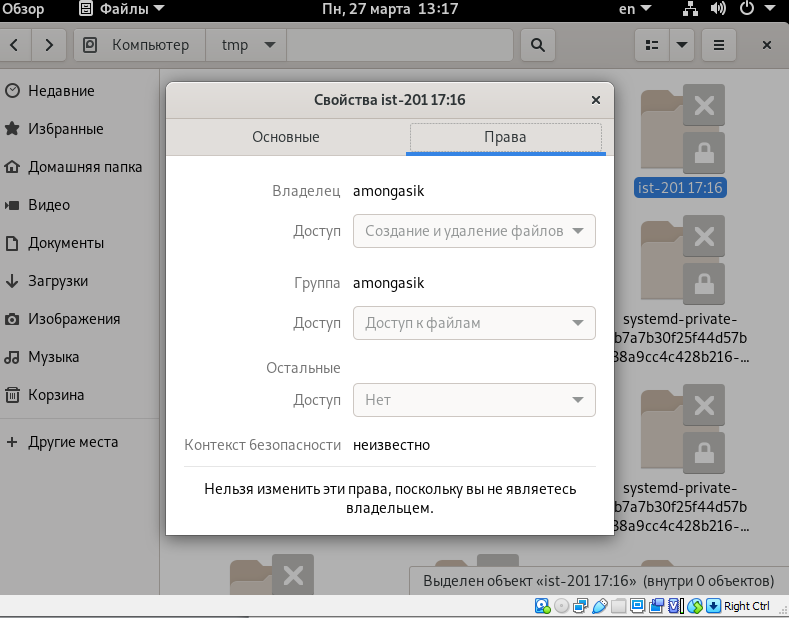 Обзор Файлы Пн, 27 марта 13:17 en
Компьютер tmp
Недавние
Избранные
Домашняя папка
Видео
Документы
Загрузки
Изображения
Музыка
Корзина
Другие места
Свойства ist-201 17:16
Основные Права
Владелец amongasik
Доступ Создание и удаление файлов
Группа amongasik
Доступ Доступ к файлам
Остальные
Доступ Нет
Контекст безопасности неизвестно
Нельзя изменить эти права, поскольку вы не являетесь
владельцем.
ist-201 17:16
systemd-private-
b7a7b30f25f44d57b
38a9cc4c428b216-...
systemd-private-
b7a7b30f25f44d57b
38a9cc4c428b216-...
Выделен объект «ist-201 17:16» (внутри 0 объектов)
Right Ctrl